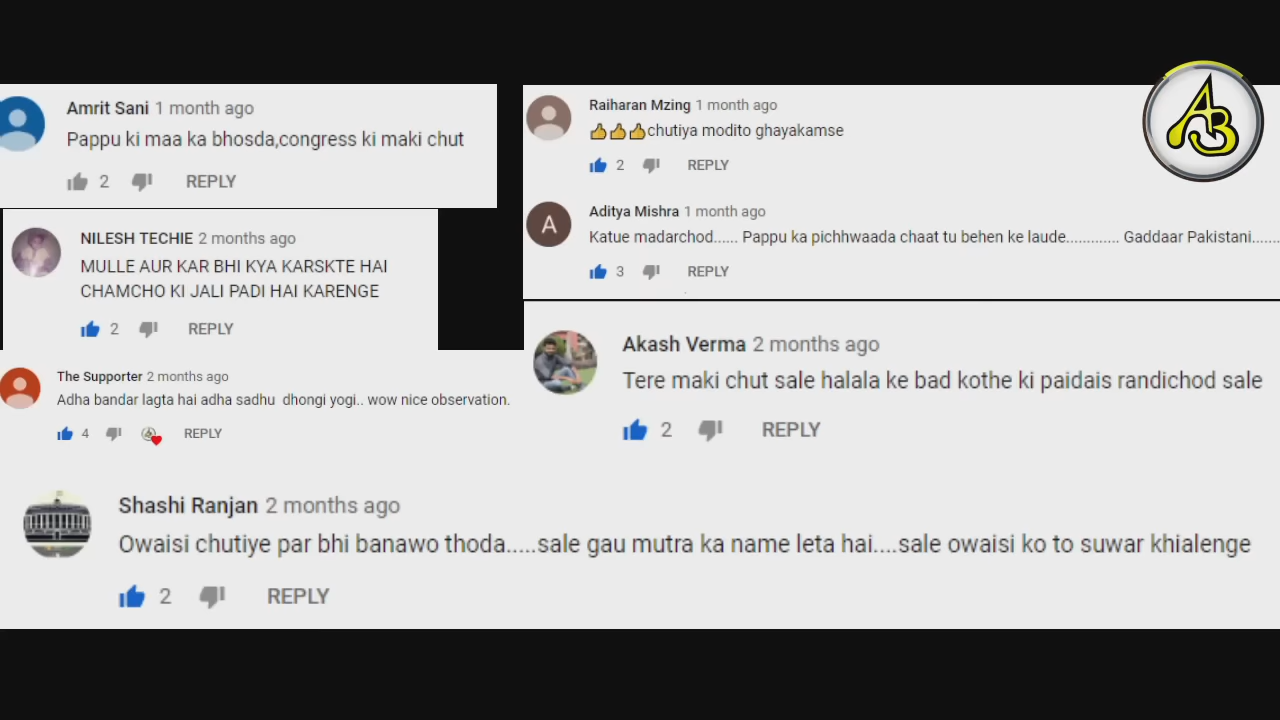 Amrit Sani 1 month ago
Pappu ki maa ka bhosda,congress ki maki chut
2 REPLY
NILESH TECHIE 2 months ago
MULLE AUR KAR BHI KYA KARSKTE HAI
CHAMCHO KI JALI PADI HAI KARENGE
2 REPLY
The Supporter 2 months ago
Adha bandar lagta hai adha sadhu dhongi yogi.. wow nice observation.
4 REPLY
Raiharan Mzing 1 month ago
👍👍👍chutiya modito ghayakamse
2 REPLY
A
Aditya Mishra 1 month ago
Katue madarchod...... Pappu ka pichhwaada chaat tu behen ke laude............. Gaddaar Pakistani.......
3 REPLY
Akash Verma 2 months ago
Tere maki chut sale halala ke bad kothe ki paidais randichod sale
2 REPLY
Shashi Ranjan 2 months ago
Owaisi chutiye par bhi banawo thoda.....sale gau mutra ka name leta hai....sale owaisi ko to suwar khialenge
2 REPLY
AB